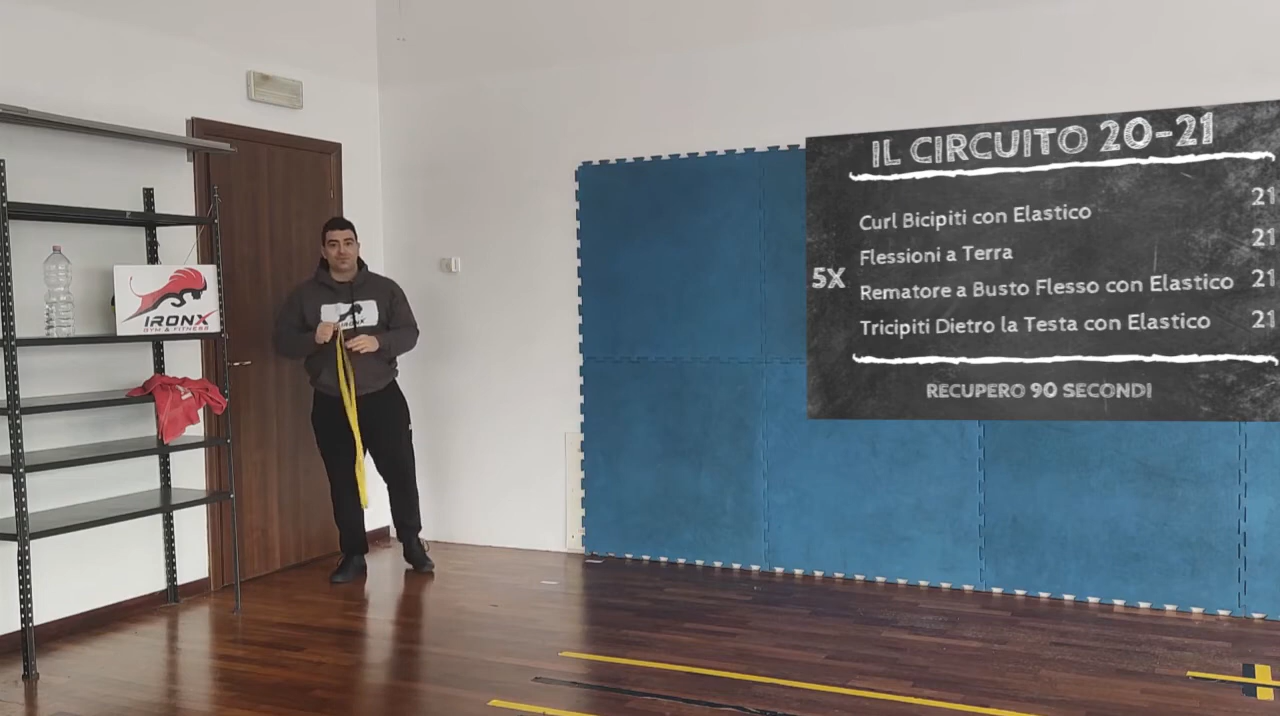 IL CIRCUITO 20-21
Curl Bicipiti con Elastico 21
Flessioni a Terra 21
5X
Rematore a Busto Flesso con Elastico 21
Tricipiti Dietro la Testa con Elastico 21
RECUPERO 90 SECONDI
IRONX
GYM & FITNESS
IRONX